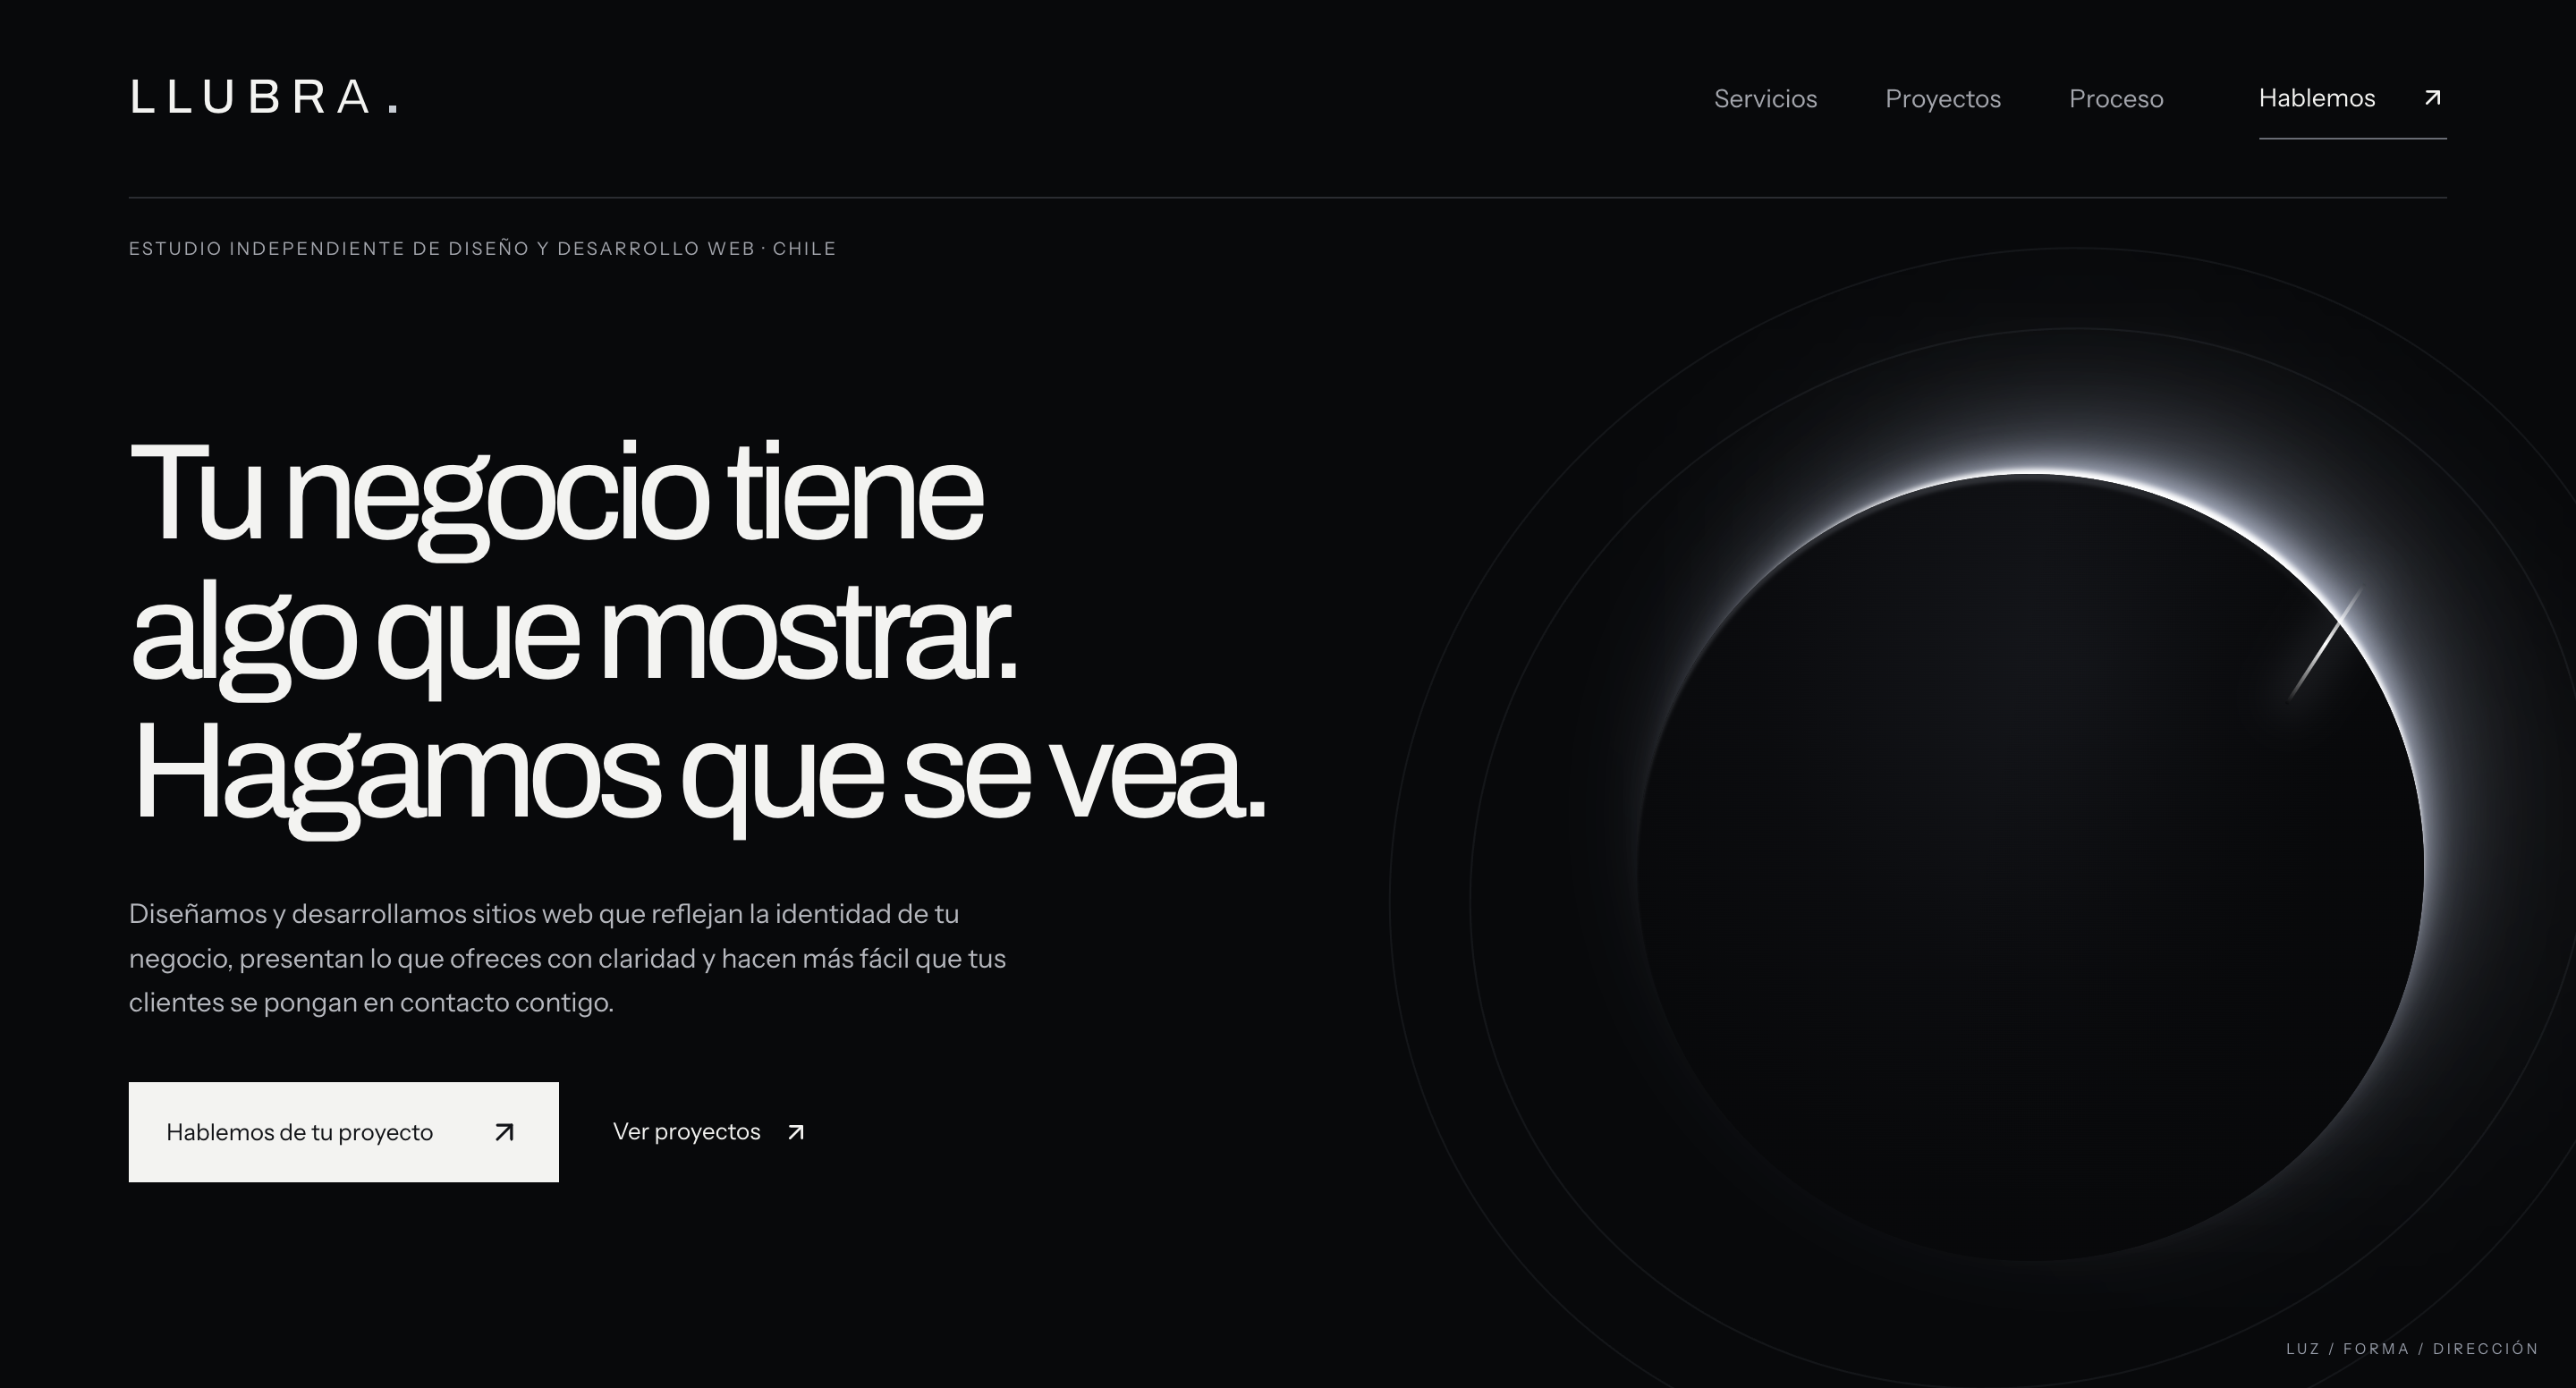 LLUBRA.
Servicios
Proyectos
Proceso
Hablemos
ESTUDIO INDEPENDIENTE DE DISEÑO Y DESARROLLO WEB · CHILE
Tu negocio tiene
algo que mostrar.
Hagamos que se vea.
Diseñamos y desarrollamos sitios web que reflejan la identidad de tu
negocio, presentan lo que ofreces con claridad y hacen más fácil que tus
clientes se pongan en contacto contigo.
Hablemos de tu proyecto
Ver proyectos
LUZ / FORMA / DIRECCIÓN